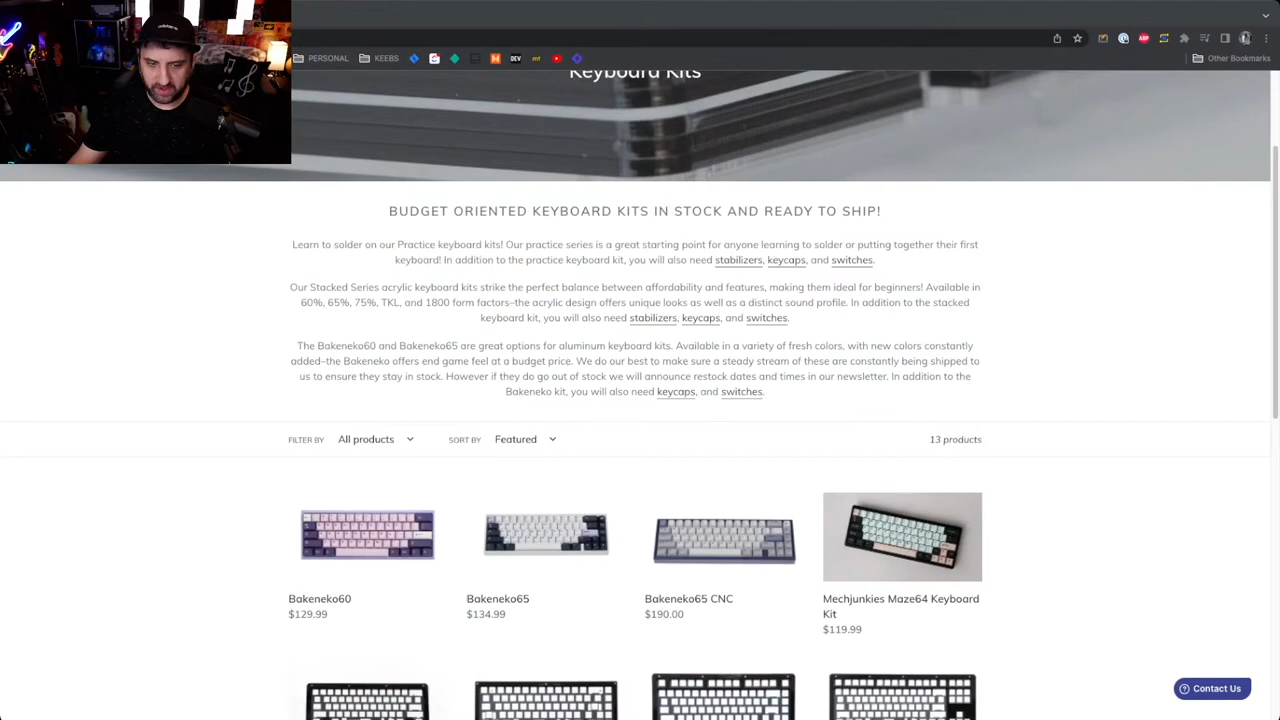 PERSONAL
KEEBS
DEV
Other Bookmarks
Keyboard Kits
BUDGET ORIENTED KEYBOARD KITS IN STOCK AND READY TO SHIP!
Learn to solder on our Practice keyboard kits! Our practice series is a great starting point for anyone learning to solder or putting together their first
keyboard! In addition to the practice keyboard kit, you will also need stabilizers, keycaps, and switches.
Our Stacked Series acrylic keyboard kits strike the perfect balance between affordability and features, making them ideal for beginners! Available in
60%, 65%, 75%, TKL, and 1800 form factors–the acrylic design offers unique looks as well as a distinct sound profile. In addition to the stacked
keyboard kit, you will also need stabilizers, keycaps, and switches.
The Bakeneko60 and Bakeneko65 are great options for aluminum keyboard kits. Available in a variety of fresh colors, with new colors constantly
added–the Bakeneko offers end game feel at a budget price. We do our best to make sure a steady stream of these are constantly being shipped to
us to ensure they stay in stock. However if they do go out of stock we will announce restock dates and times in our newsletter. In addition to the
Bakeneko kit, you will also need keycaps, and switches.
FILTER BY All products SORT BY Featured 13 products
Bakeneko60
$129.99
Bakeneko65
$134.99
Bakeneko65 CNC
$190.00
Mechjunkies Maze64 Keyboard
Kit
$119.99
Contact Us